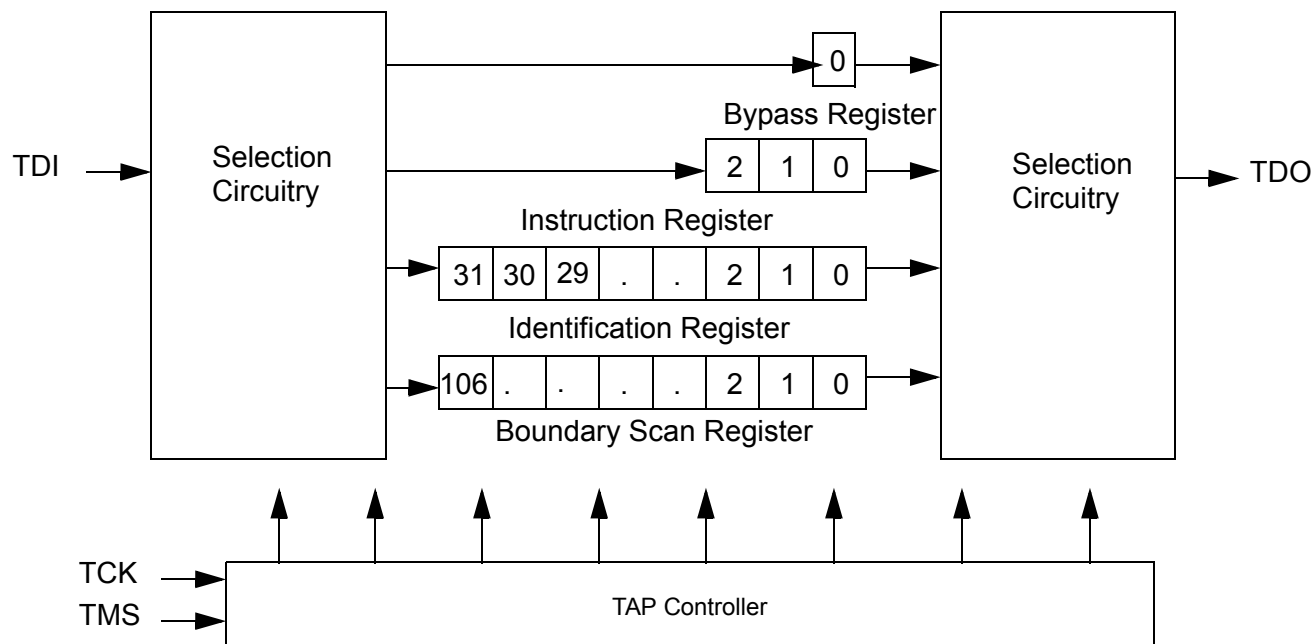 0
Bypass Register
TDI
Selection
Circuitry
2 1 0
Selection
Circuitry
TDO
Instruction Register
31 30 29 . . 2 1 0
Identification Register
106 . . . . 2 1 0
Boundary Scan Register
TCK
TMS
TAP Controller